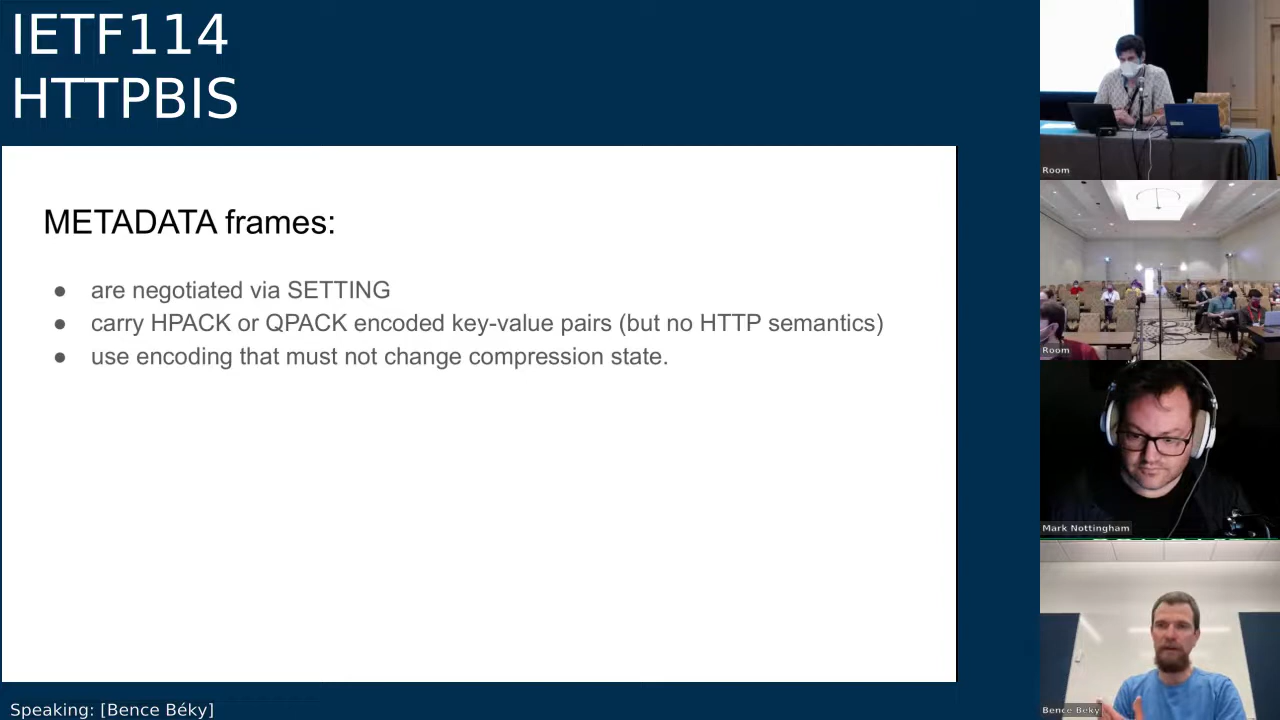 IETF114
HTTPBIS
METADATA frames:
● are negotiated via SETTING
● carry HPACK or QPACK encoded key-value pairs (but no HTTP semantics)
● use encoding that must not change compression state.
Speaking: [Bence Béky]
Room
Room
Mark Nottingham
Bence Béky